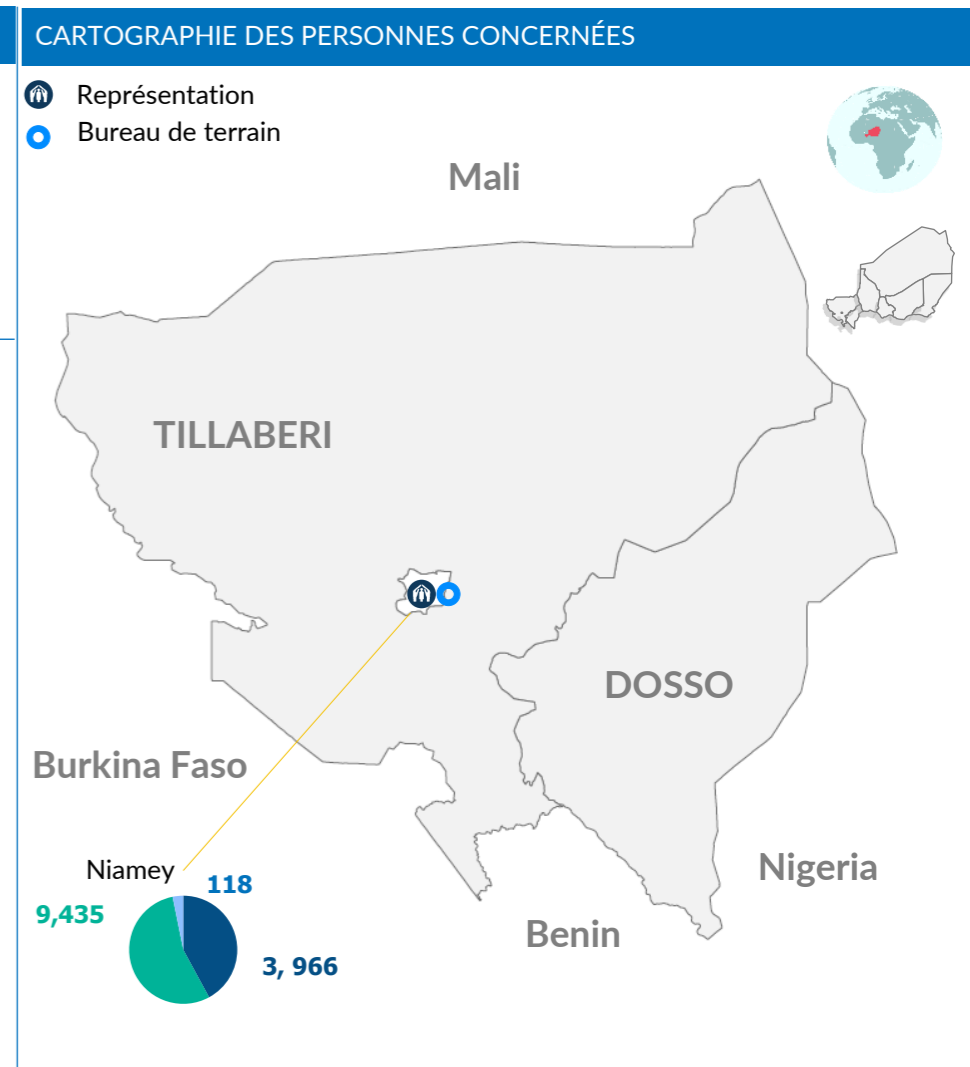 CARTOGRAPHIE DES PERSONNES CONCERNÉES
Représentation
Bureau de terrain
Mali
TILLABERI
DOSSO
Burkina Faso
Nigeria
Niamey
118
9,435
Benin
3, 966